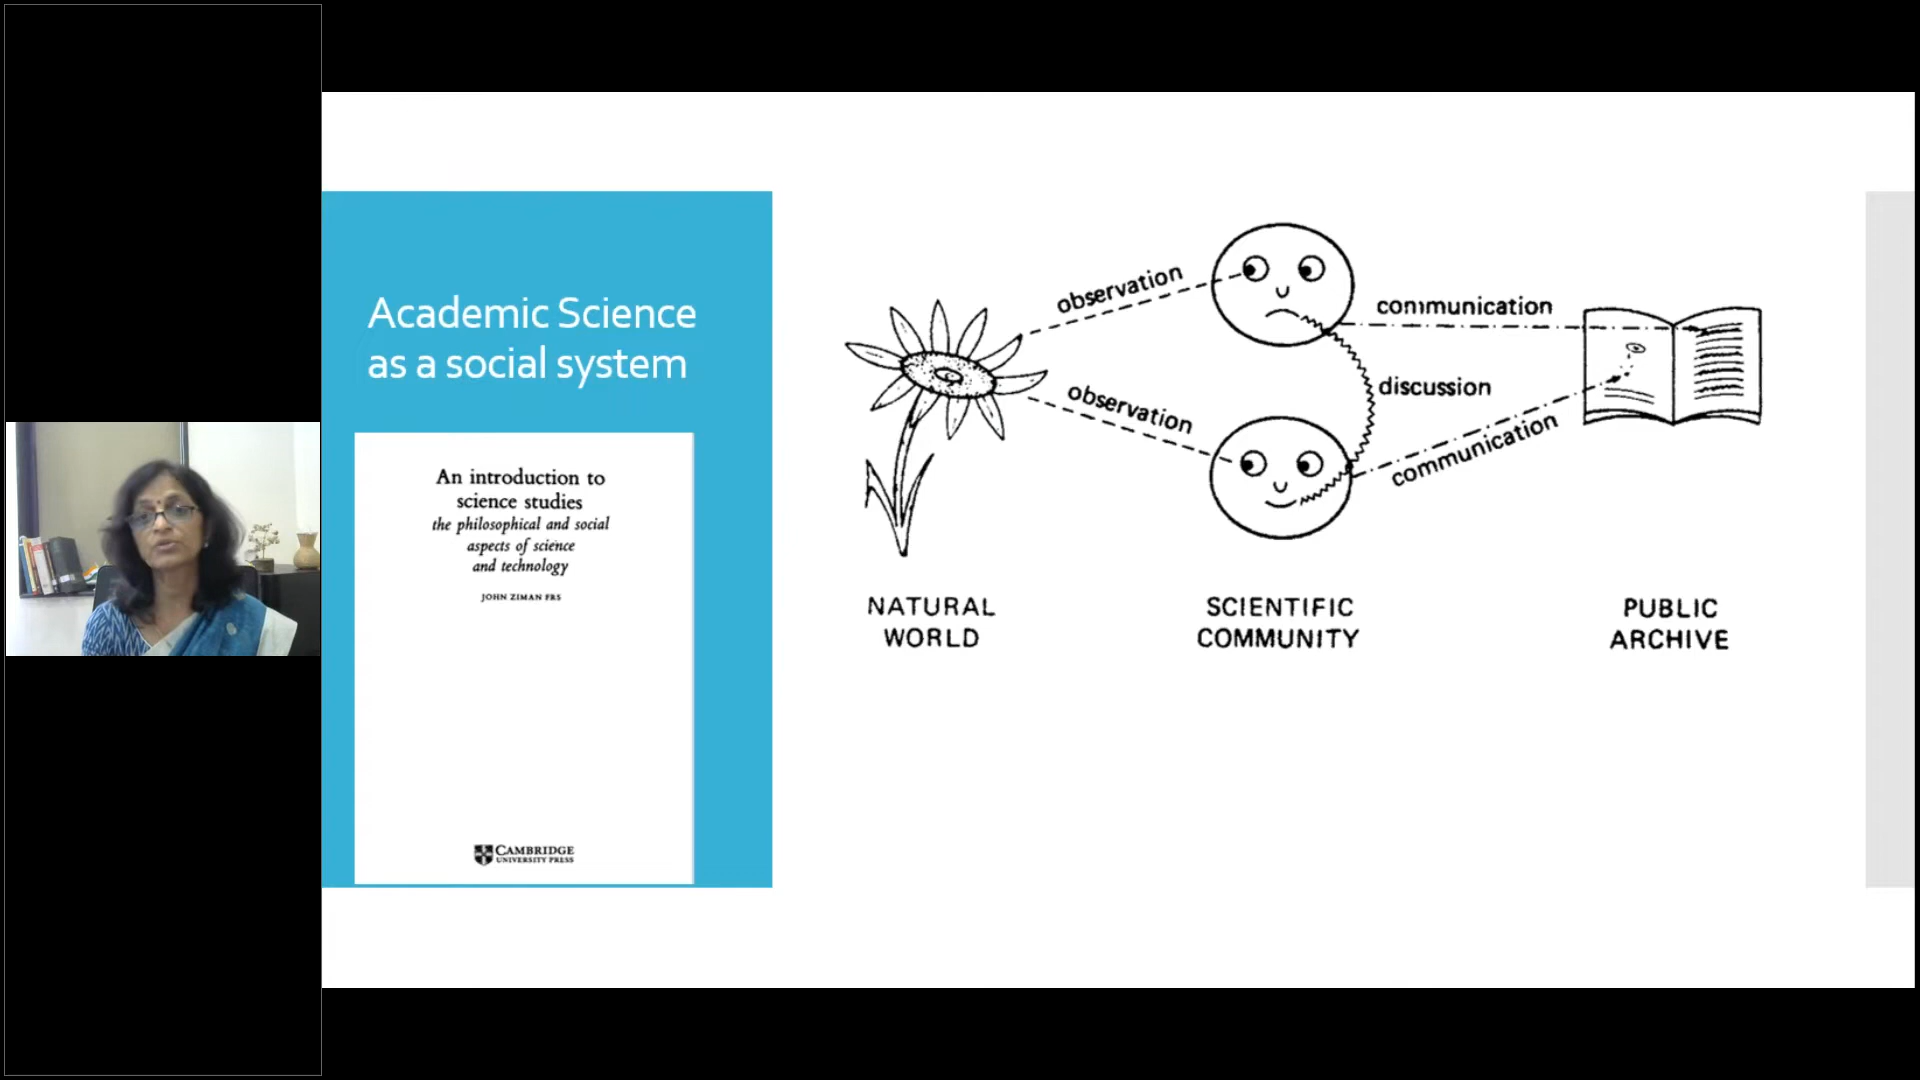 Academic Science
as a social system
An introduction to
science studies
the philosophical and social
aspects of science
and technology
JOHN ZIMAN FRS
CAMBRIDGE
UNIVERSITY PRESS
observation
observation
communication
discussion
communication
NATURAL
WORLD
SCIENTIFIC
COMMUNITY
PUBLIC
ARCHIVE